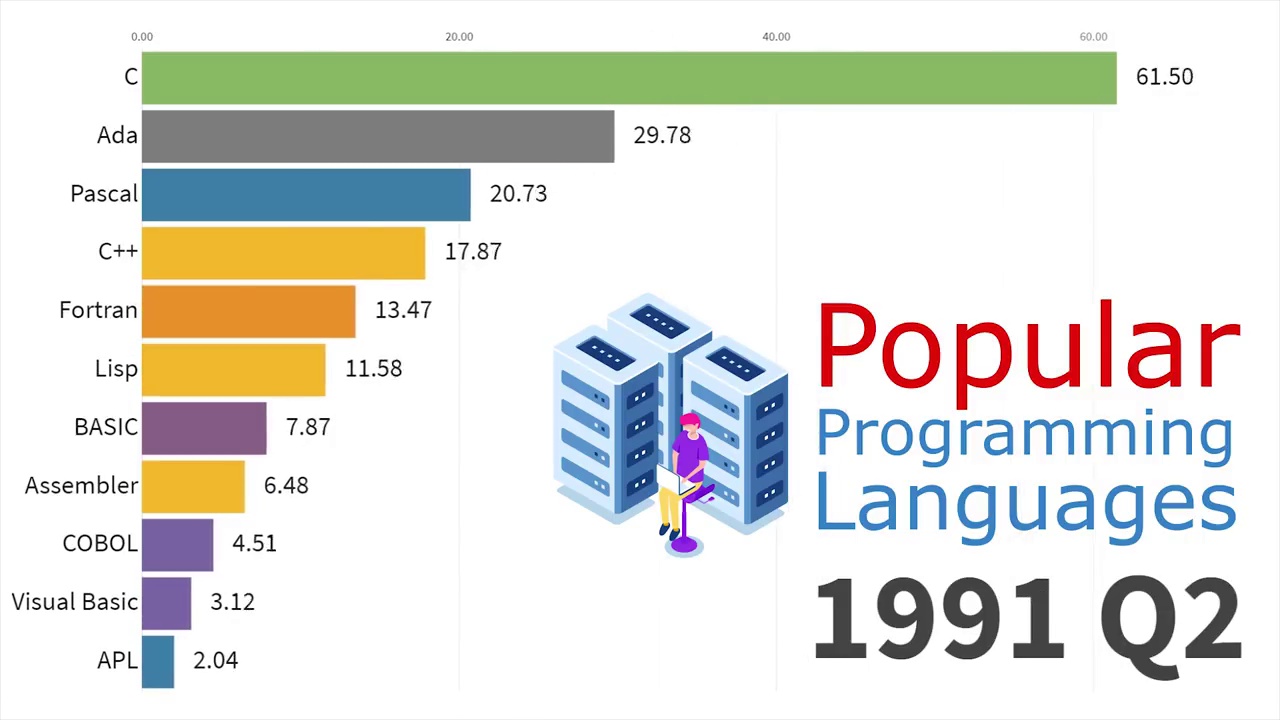 0.00 20.00 40.00 60.00
C 61.50
Ada 29.78
Pascal 20.73
C++ 17.87
Fortran 13.47
Lisp 11.58
BASIC 7.87
Assembler 6.48
COBOL 4.51
Visual Basic 3.12
APL 2.04
Popular
Programming
Languages
1991 Q2